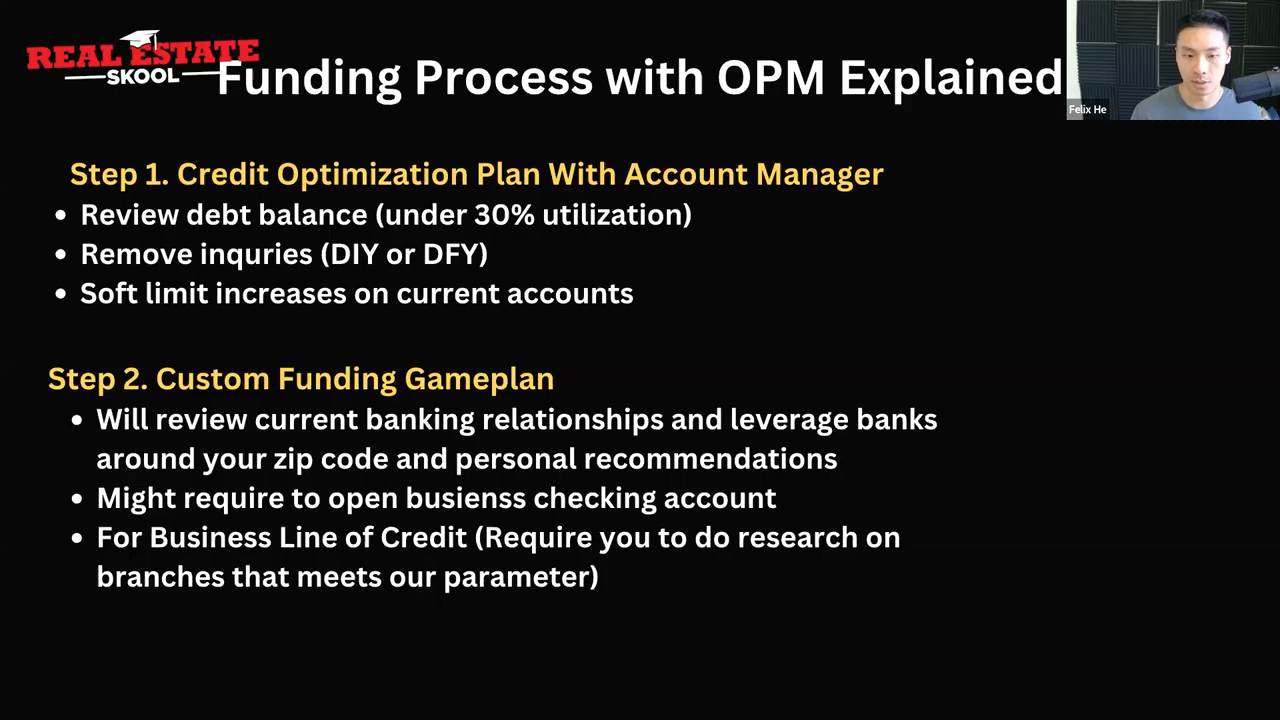 REAL ESTATE
SKOOL
Funding Process with OPM Explained
Felix He
Step 1. Credit Optimization Plan With Account Manager
• Review debt balance (under 30% utilization)
• Remove inquries (DIY or DFY)
• Soft limit increases on current accounts
Step 2. Custom Funding Gameplan
• Will review current banking relationships and leverage banks
around your zip code and personal recommendations
• Might require to open busienss checking account
• For Business Line of Credit (Require you to do research on
branches that meets our parameter)